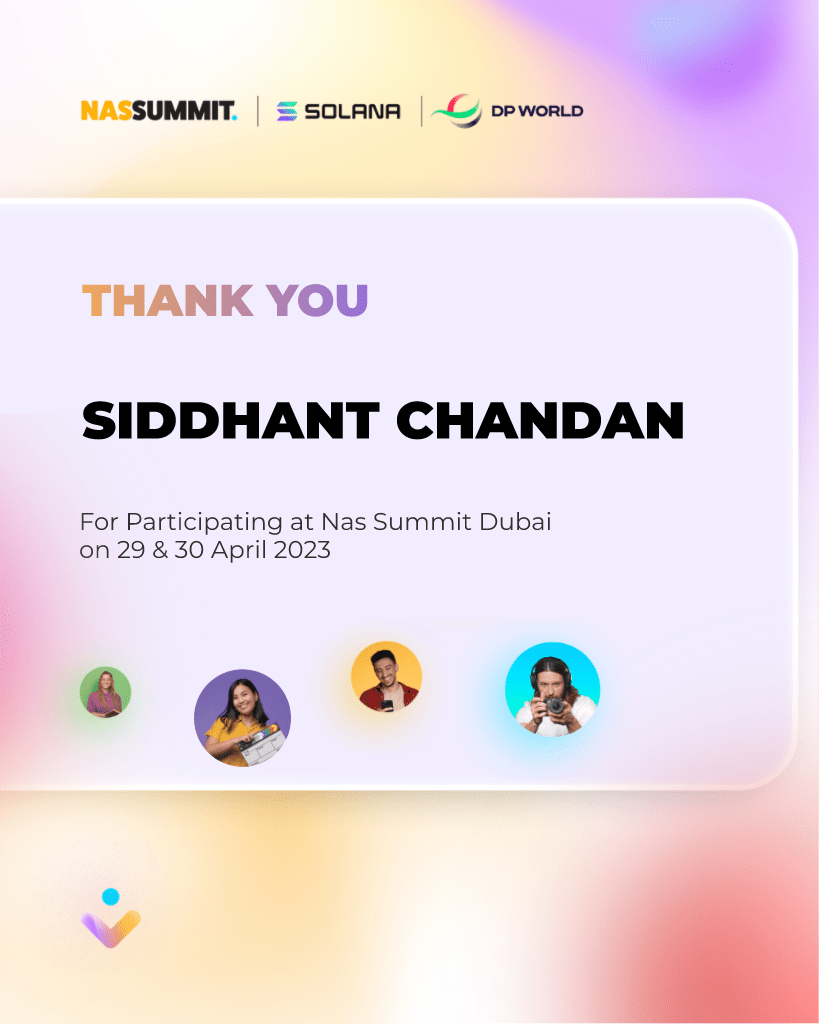 NASSUMMIT.
SOLANA
DP WORLD
THANK YOU
SIDDHANT CHANDAN
For Participating at Nas Summit Dubai
on 29 & 30 April 2023